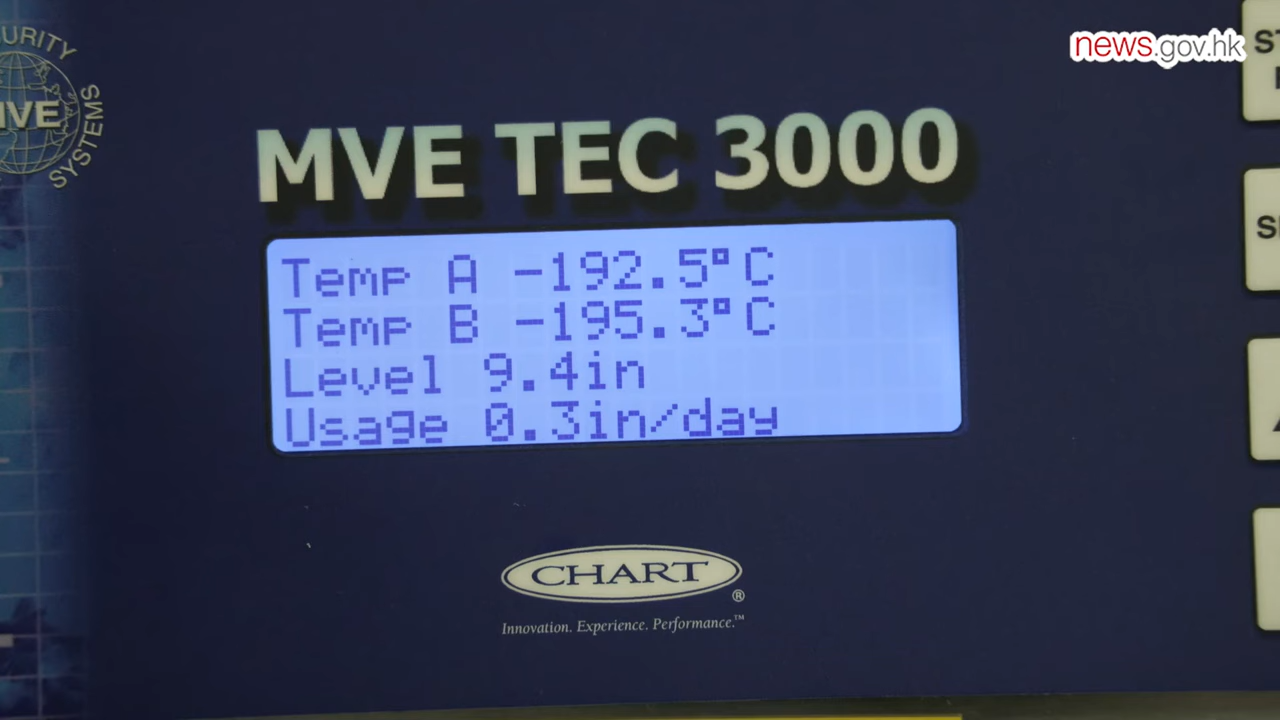 news.gov.hk
SYSTEMS
MVE TEC 3000
Temp A -192.5°C
Temp B -195.3°C
Level 9.4in
Usage 0.3in/day
CHART®
Innovation. Experience. Performance.™